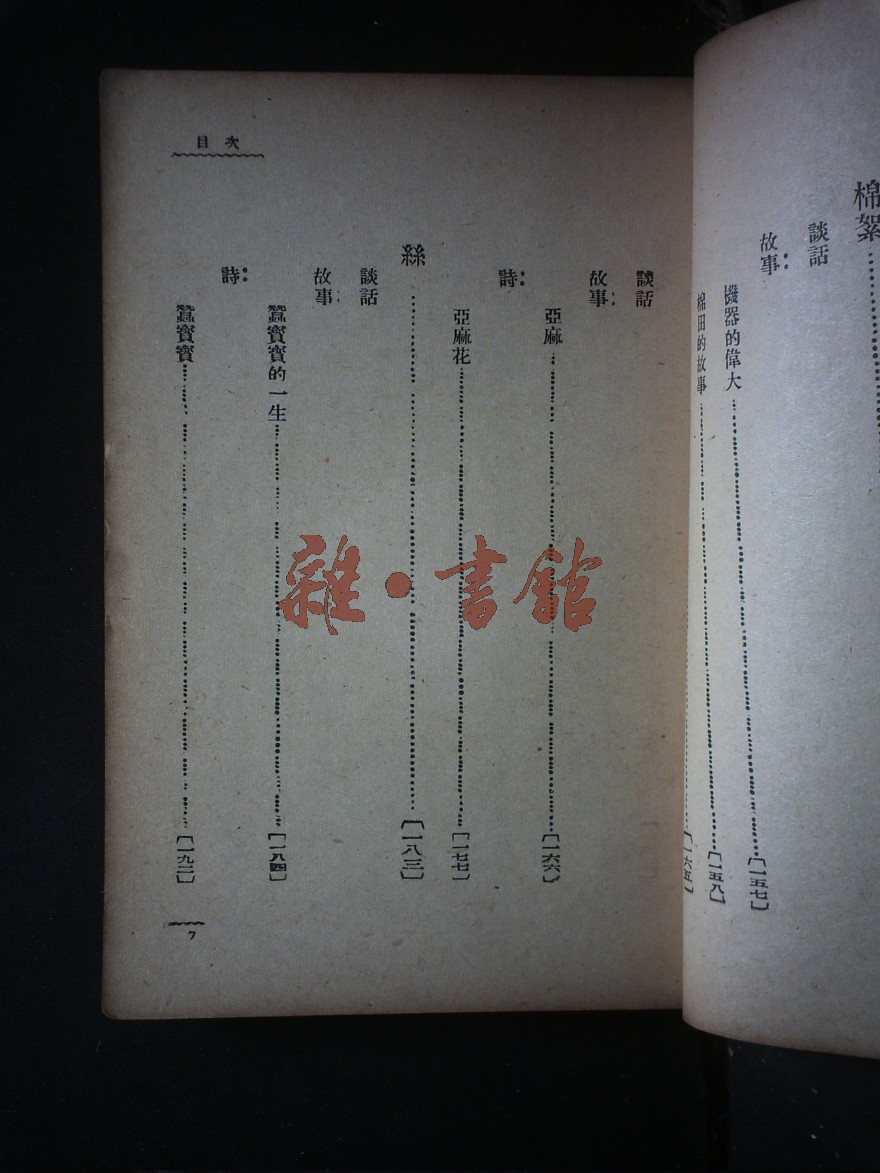 棉絮………
談話
故事:
機器的偉大………[一五七]
棉田的故事………[一五八]
………[一六五]
目次
談話
故事:
亞麻………[一六六]
詩:
亞麻花………[一七七]
絲………[一八三]
談話
故事:
蠶寶寶的一生………[一八四]
詩:
蠶寶寶………[一九二]
7
雜·書館